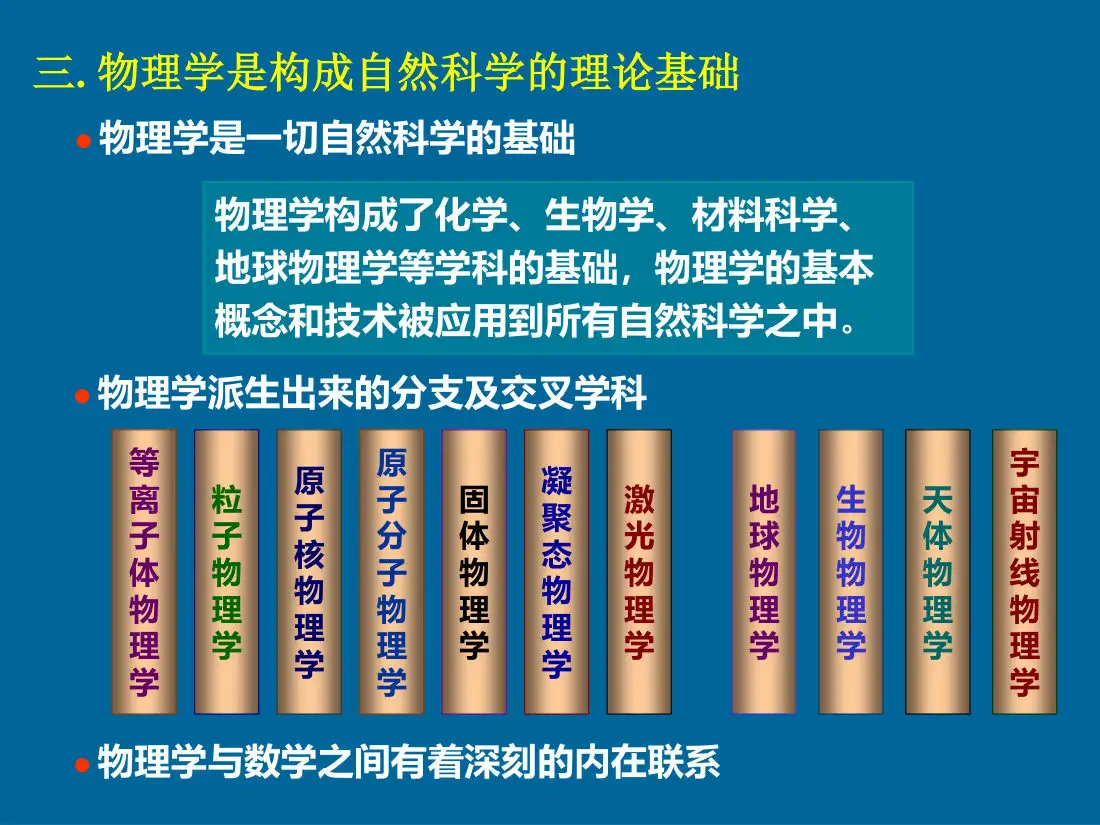 三. 物理学是构成自然科学的理论基础
物理学是一切自然科学的基础
物理学构成了化学、生物学、材料科学、
地球物理学等学科的基础，物理学的基本
概念和技术被应用到所有自然科学之中。
物理学派生出来的分支及交叉学科
等离子体物理学
粒子物理学
原子核物理学
原子分子物理学
固体物理学
凝聚态物理学
激光物理学
地球物理学
生物物理学
天体物理学
宇宙射线物理学
物理学与数学之间有着深刻的内在联系